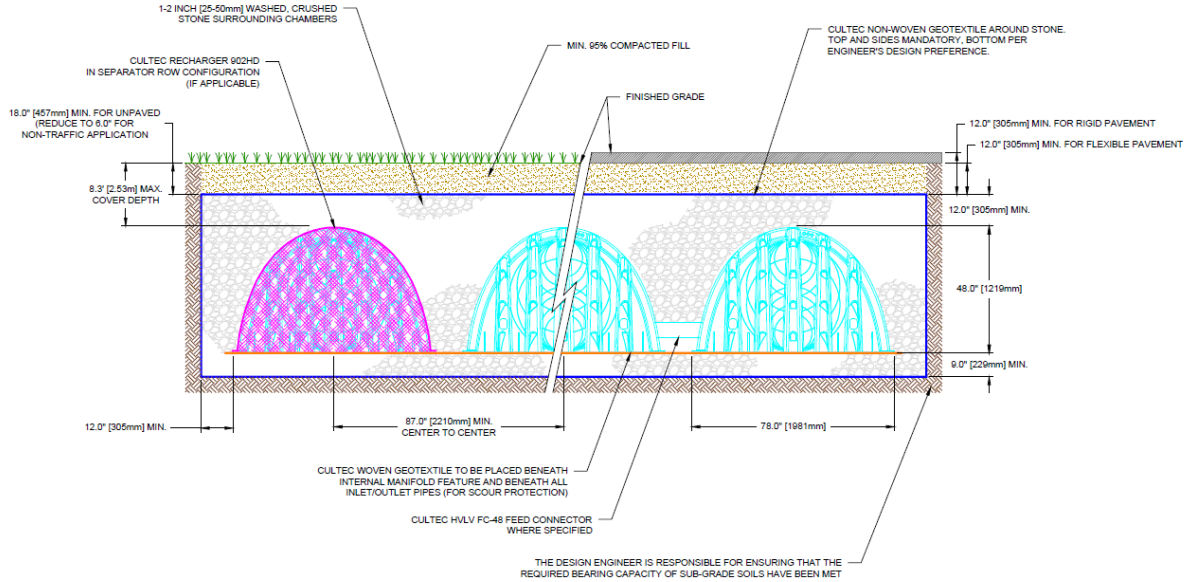 1-2 INCH [25-50mm] WASHED, CRUSHED
STONE SURROUNDING CHAMBERS
CULTEC NON-WOVEN GEOTEXTILE AROUND STONE.
TOP AND SIDES MANDATORY, BOTTOM PER
ENGINEER'S DESIGN PREFERENCE.
MIN. 95% COMPACTED FILL
CULTEC RECHARGER 902HD
IN SEPARATOR ROW CONFIGURATION
(IF APPLICABLE)
FINISHED GRADE
18.0" [457mm] MIN. FOR UNPAVED
(REDUCE TO 6.0" FOR
NON-TRAFFIC APPLICATION
12.0" [305mm] MIN. FOR RIGID PAVEMENT
12.0" [305mm] MIN. FOR FLEXIBLE PAVEMENT
8.3' [2.53m] MAX.
COVER DEPTH
12.0" [305mm] MIN.
48.0" [1219mm]
9.0" [229mm] MIN.
12.0" [305mm] MIN.
87.0" [2210mm] MIN.
CENTER TO CENTER
78.0" [1981mm]
CULTEC WOVEN GEOTEXTILE TO BE PLACED BENEATH
INTERNAL MANIFOLD FEATURE AND BENEATH ALL
INLET/OUTLET PIPES (FOR SCOUR PROTECTION)
CULTEC HVLV FC-48 FEED CONNECTOR
WHERE SPECIFIED
THE DESIGN ENGINEER IS RESPONSIBLE FOR ENSURING THAT THE
REQUIRED BEARING CAPACITY OF SUB-GRADE SOILS HAVE BEEN MET